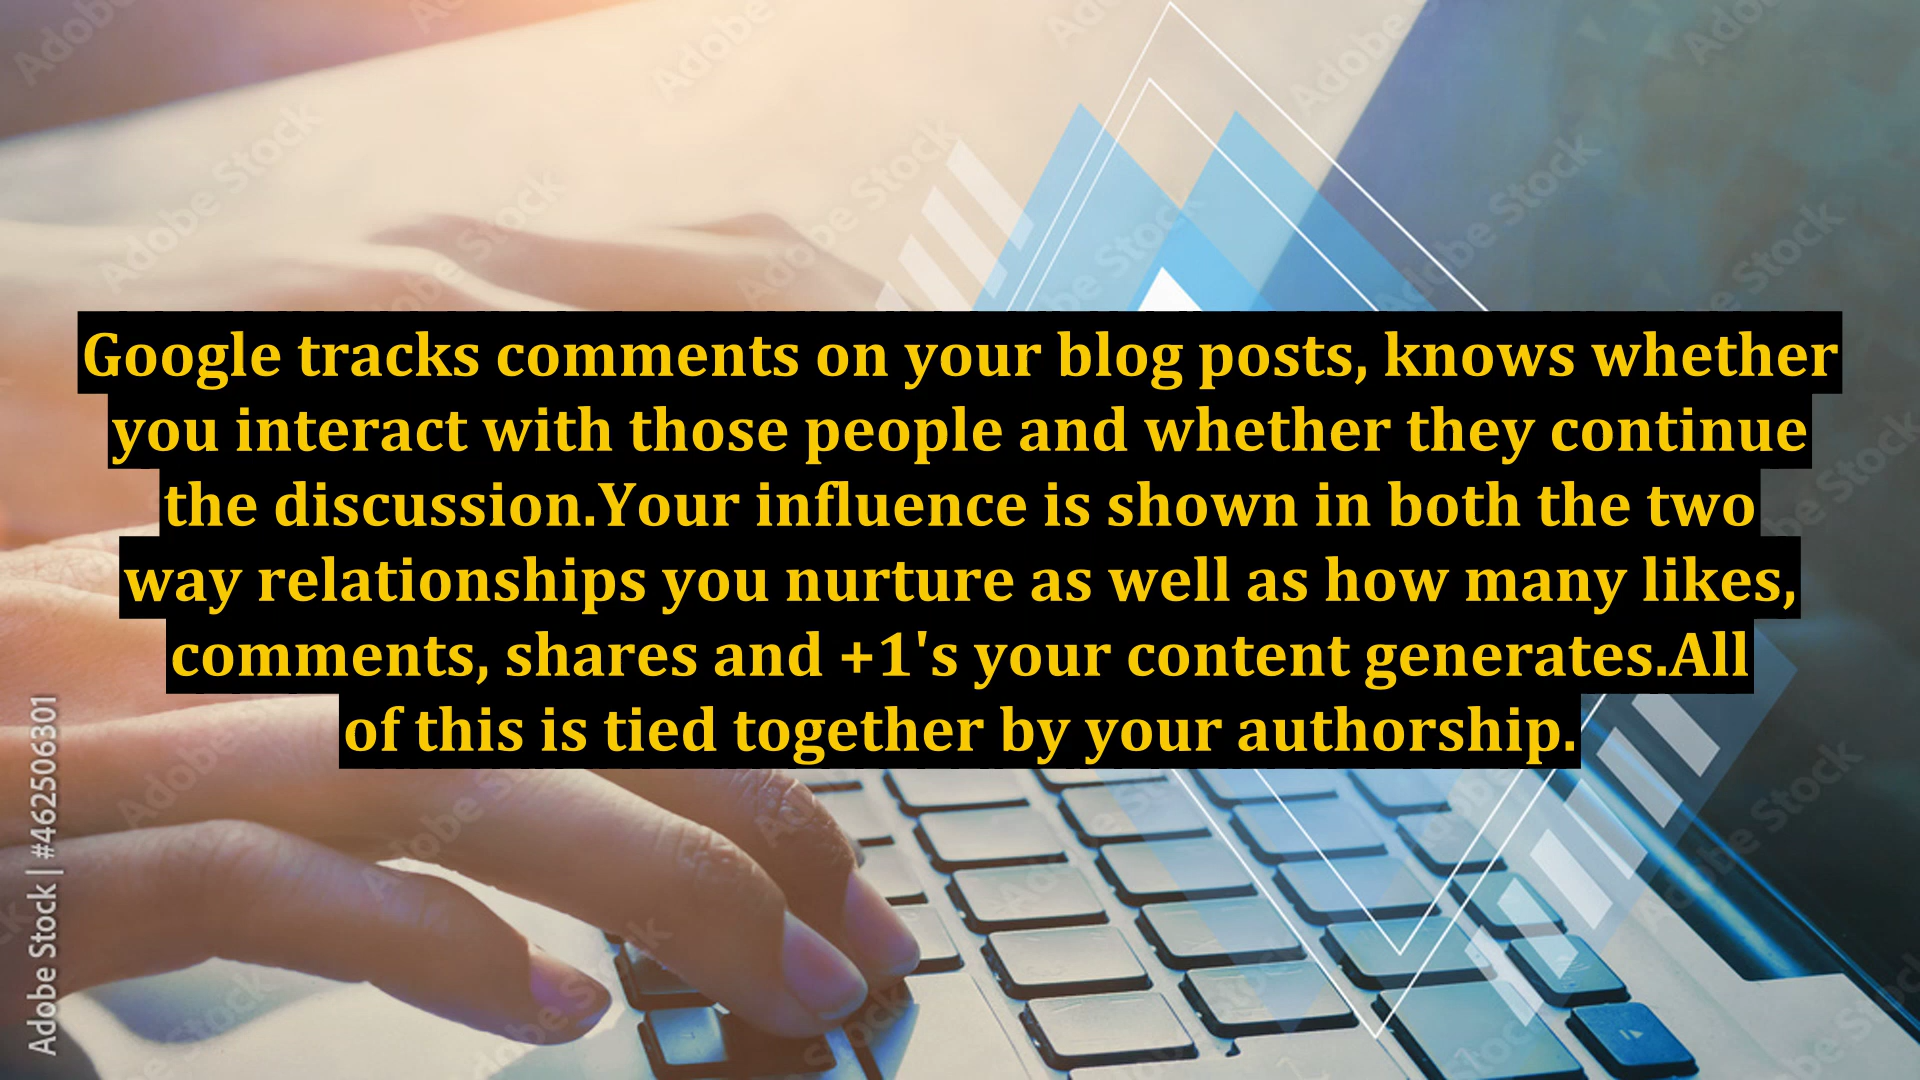 Google tracks comments on your blog posts, knows whether
you interact with those people and whether they continue
the discussion.Your influence is shown in both the two
way relationships you nurture as well as how many likes,
comments, shares and +1's your content generates.All
of this is tied together by your authorship.
Adobe Stock | #462506301
Adobe Stock